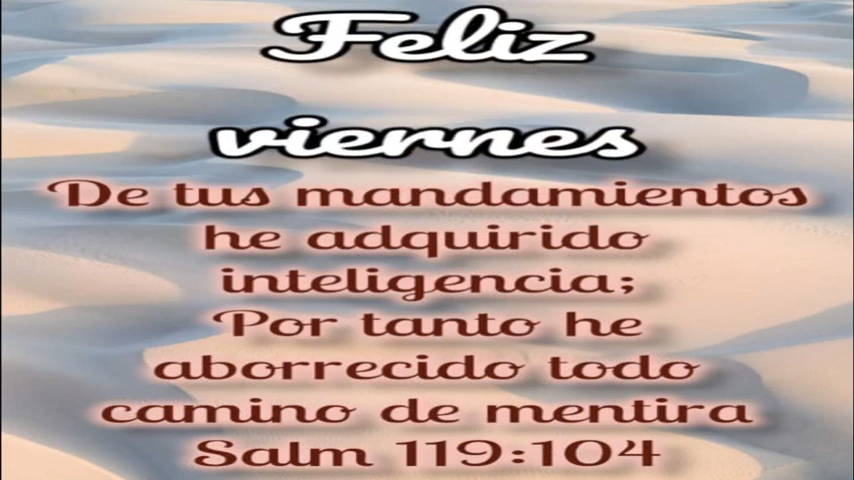 Feliz
viernes
De tus mandamientos
he adquirido
inteligencia;
Por tanto he
aborrecido todo
camino de mentira
Salm 119:104